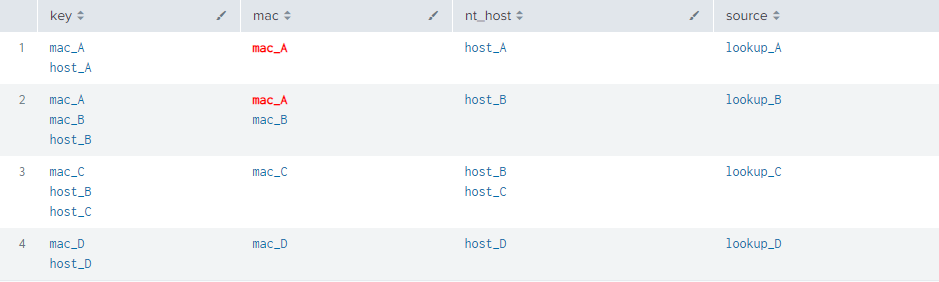 key mac nt_host source
1 mac_A mac_A host_A lookup_A
host_A
2 mac_A mac_A host_B lookup_B
mac_B mac_B
host_B
3 mac_C mac_C host_B lookup_C
host_B host_C
host_C
4 mac_D mac_D host_D lookup_D
host_D